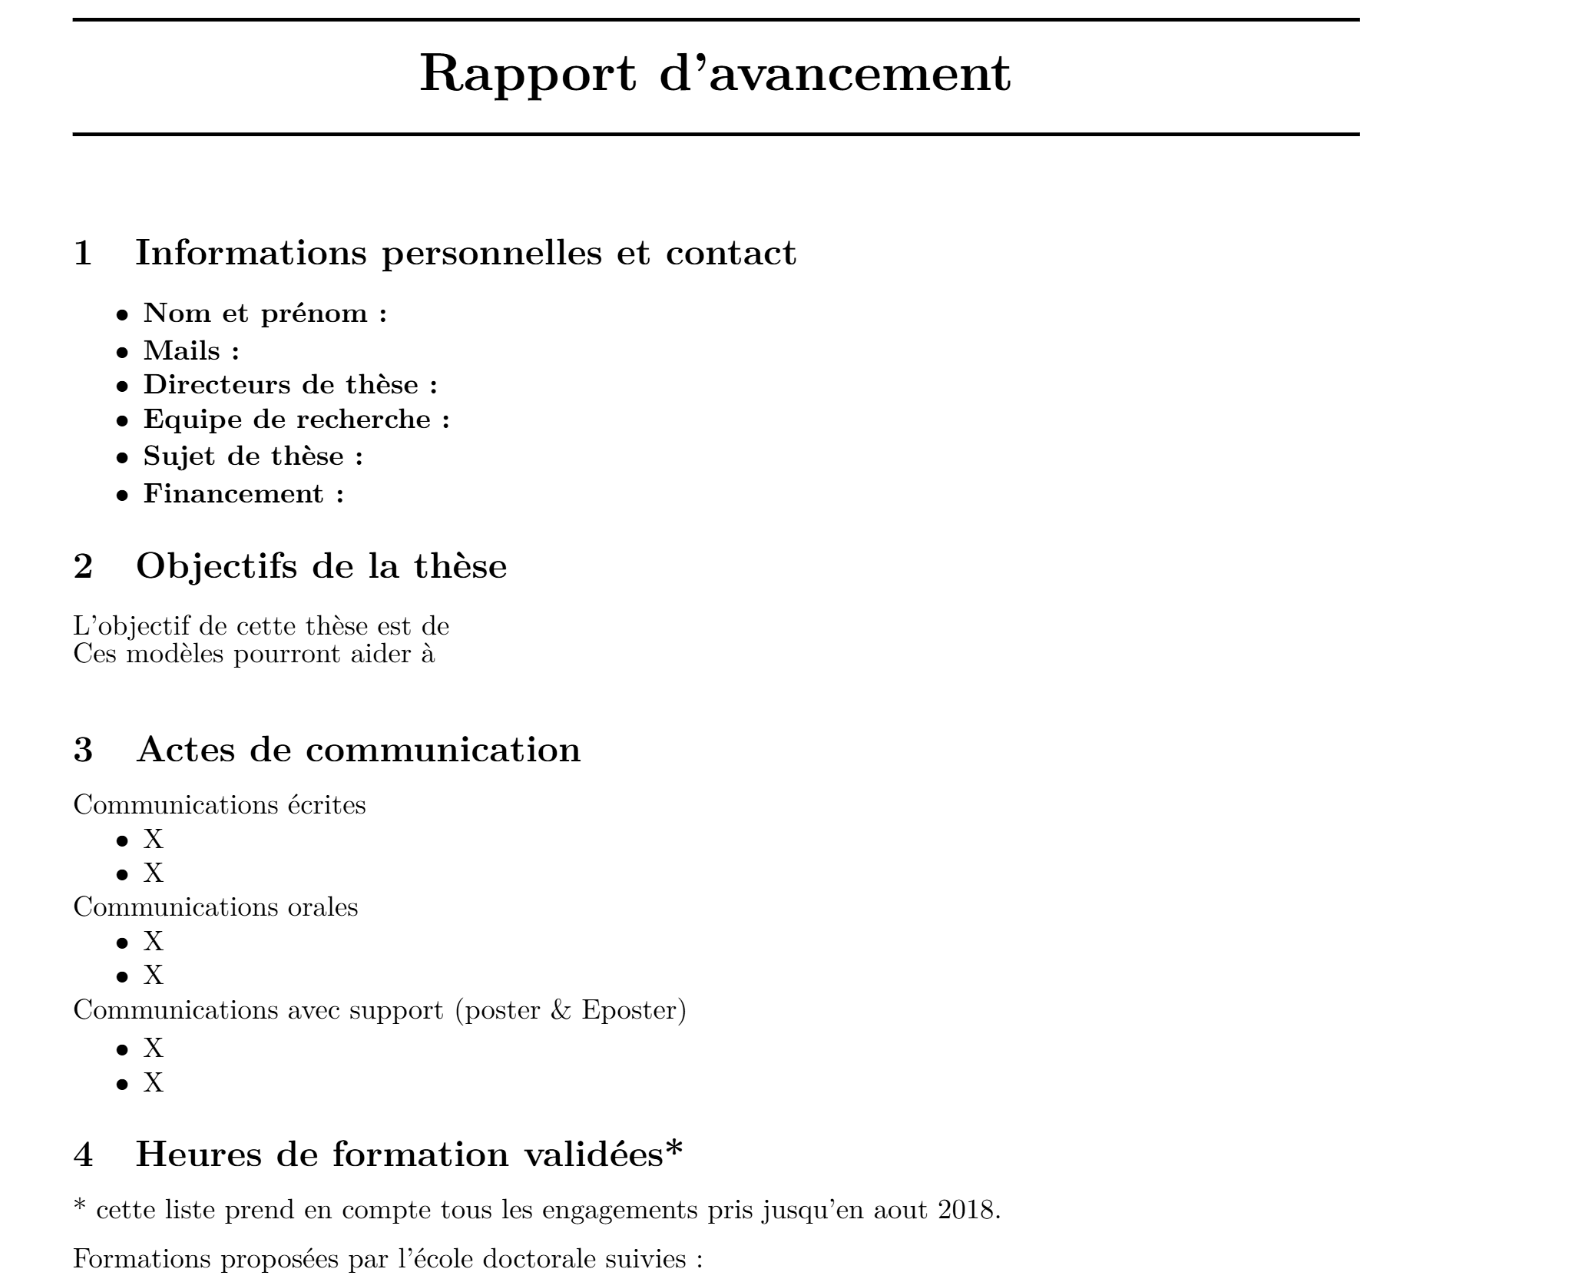 Rapport d'avancement
1 Informations personnelles et contact
• Nom et prénom :
• Mails :
• Directeurs de thèse :
• Equipe de recherche :
• Sujet de thèse :
• Financement :
2 Objectifs de la thèse
L'objectif de cette thèse est de
Ces modèles pourront aider à
3 Actes de communication
Communications écrites
• X
• X
Communications orales
• X
• X
Communications avec support (poster & Eposter)
• X
• X
4 Heures de formation validées*
* cette liste prend en compte tous les engagements pris jusqu'en aout 2018.
Formations proposées par l'école doctorale suivies :